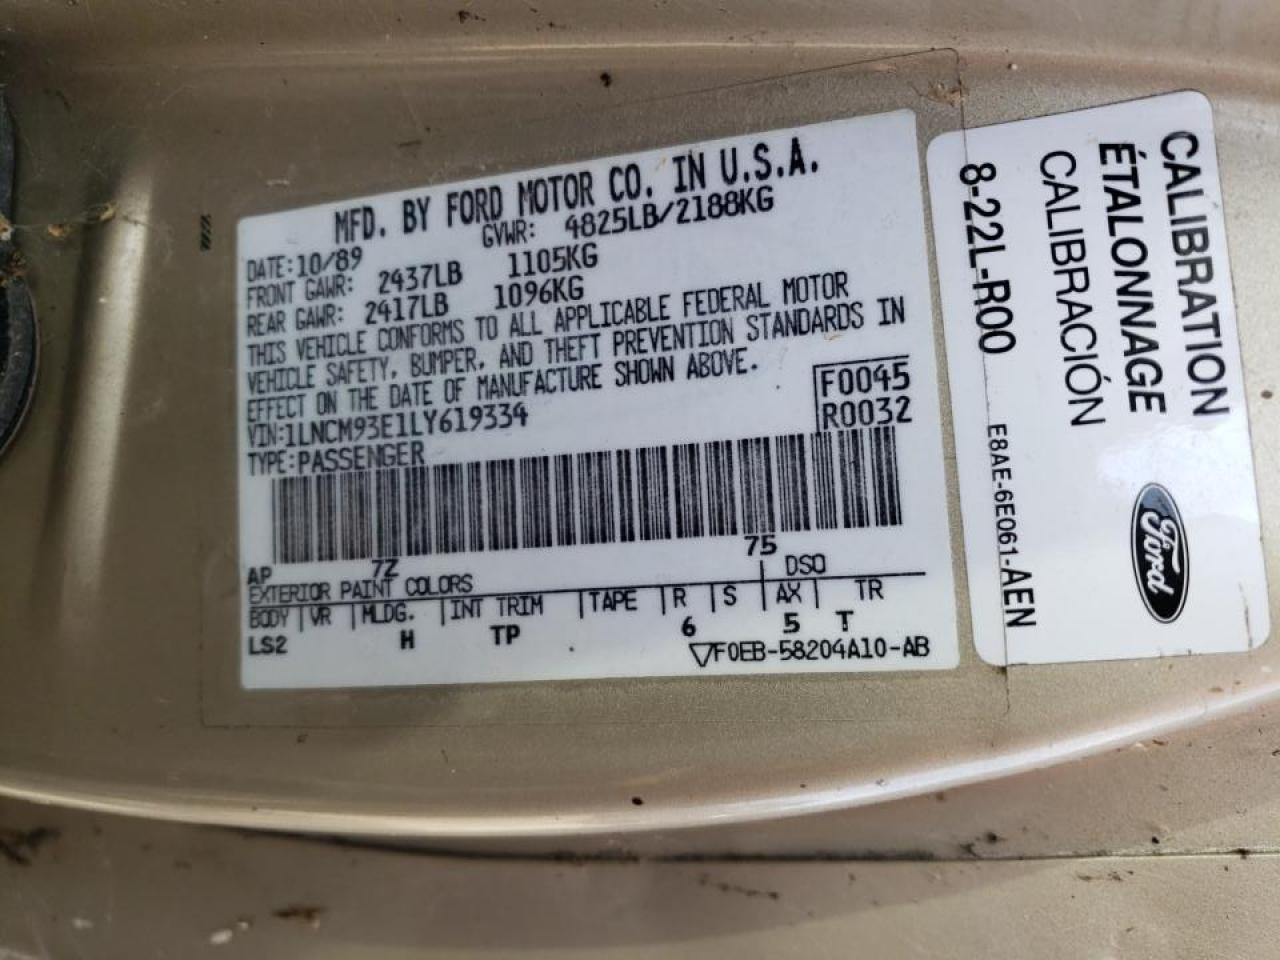 MFD. BY FORD MOTOR CO. IN U.S.A.
DATE:10/89 GVWR: 4825LB/2188KG
FRONT GAWR: 2437LB 1105KG
REAR GAWR: 2417LB 1096KG
THIS VEHICLE CONFORMS TO ALL APPLICABLE FEDERAL MOTOR
VEHICLE SAFETY, BUMPER, AND THEFT PREVENTION STANDARDS IN
EFFECT ON THE DATE OF MANUFACTURE SHOWN ABOVE.
VIN:1LNCM93E1LY619334 F0045
TYPE:PASSENGER R0032
AP 7Z 75
EXTERIOR PAINT COLORS DSO
BODY VR MLDG. INT TRIM TAPE R S AX TR
LS2 H TP 6 5 T
▽F0EB-58204A10-AB
CALIBRATION
ÉTALONNAGE
CALIBRACIÓN
8-22L-R00
E8AE-6E061-AEN
Ford